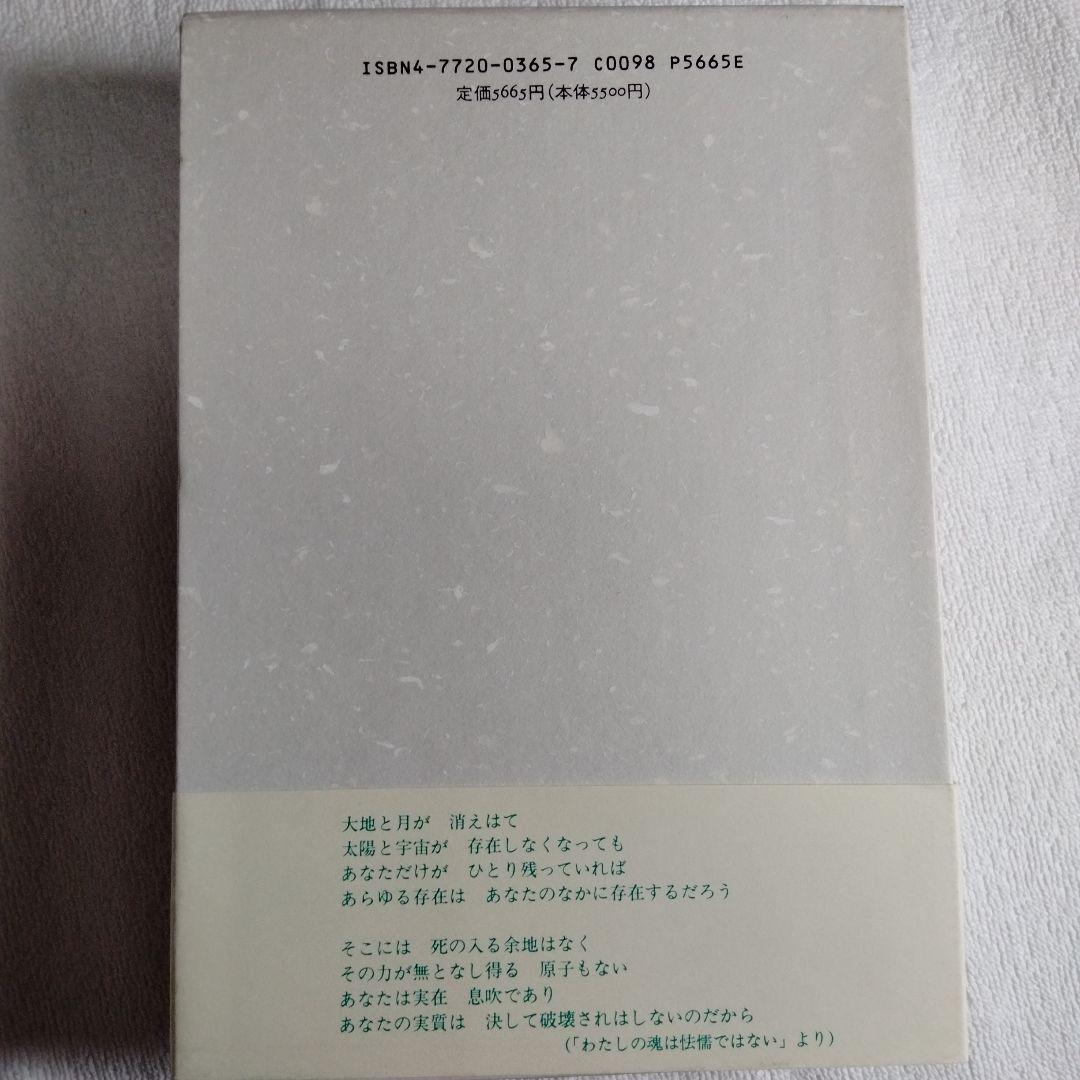 ISBN4-7720-0365-7 C0098 P5665E
定価5665円(本体5500円)
大地と月が　消えはて
太陽と宇宙が　存在しなくなっても
あなただけが　ひとり残っていれば
あらゆる存在は　あなたのなかに存在するだろう
そこには　死の入る余地はなく
その力が無となし得る　原子もない
あなたは実在　息吹であり
あなたの実質は　決して破壊されはしないのだから
(「わたしの魂は怯懦ではない」より)